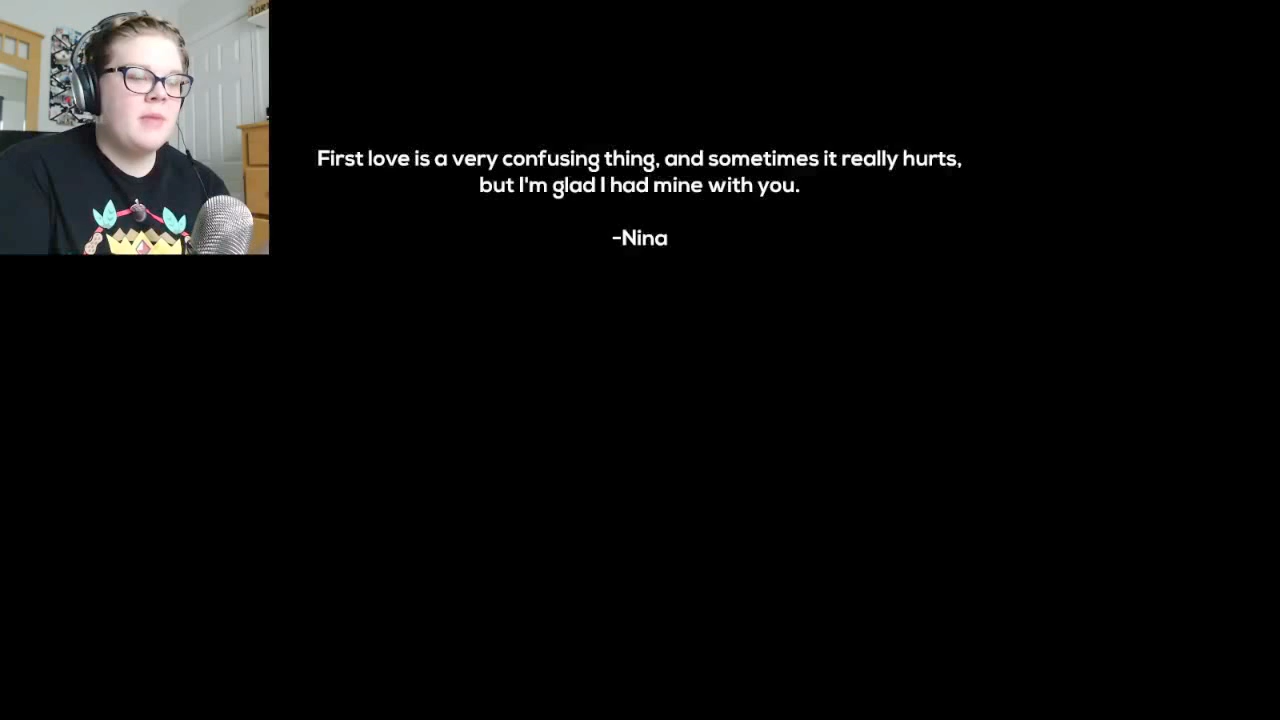 First love is a very confusing thing, and sometimes it really hurts,
but I'm glad I had mine with you.
-Nina